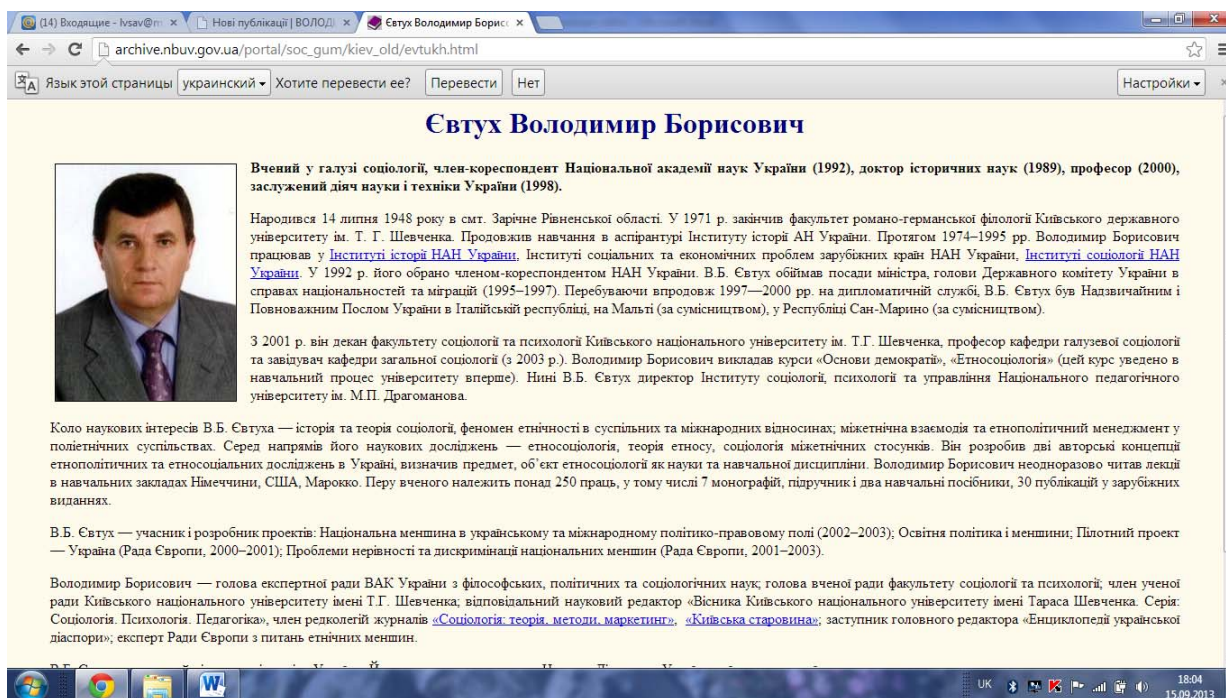 (14) Входящие - lvsav@m
Нові публікації | ВОЛОД
Євтух Володимир Борис
archive.nbuv.gov.ua/portal/soc_gum/kiev_old/evtukh.html
Язык этой страницы украинский Хотите перевести ее? Перевести Нет Настройки
Євтух Володимир Борисович
Вчений у галузі соціології, член-кореспондент Національної академії наук України (1992), доктор історичних наук (1989), професор (2000),
заслужений діяч науки і техніки України (1998).
Народився 14 липня 1948 року в смт. Зарічне Рівненської області. У 1971 р. закінчив факультет романо-германської філології Київського державного
університету ім. Т. Г. Шевченка. Продовжив навчання в аспірантурі Інституту історії АН України. Протягом 1974–1995 рр. Володимир Борисович
працював у Інституті історії НАН України, Інституті соціальних та економічних проблем зарубіжних країн НАН України, Інституті соціології НАН
України. У 1992 р. його обрано членом-кореспондентом НАН України. В.Б. Євтух обіймав посади міністра, голови Державного комітету України в
справах національностей та міграцій (1995–1997). Перебуваючи впродовж 1997—2000 рр. на дипломатичній службі, В.Б. Євтух був Надзвичайним і
Повноважним Послом України в Італійській республіці, на Мальті (за сумісництвом), у Республіці Сан-Марино (за сумісництвом).
З 2001 р. він декан факультету соціології та психології Київського національного університету ім. Т.Г. Шевченка, професор кафедри галузевої соціології
та завідувач кафедри загальної соціології (з 2003 р.). Володимир Борисович викладав курси «Основи демократії», «Етносоціологія» (цей курс уведено в
навчальний процес університету вперше). Нині В.Б. Євтух директор Інституту соціології, психології та управління Національного педагогічного
університету ім. М.П. Драгоманова.
Коло наукових інтересів В.Б. Євтуха — історія та теорія соціології, феномен етнічності в суспільних та міжнародних відносинах; міжетнічна взаємодія та етнополітичний менеджмент у
поліетнічних суспільствах. Серед напрямів його наукових досліджень — етносоціологія, теорія етносу, соціологія міжетнічних стосунків. Він розробив дві авторські концепції
етнополітичних та етносоціальних досліджень в Україні, визначив предмет, об’єкт етносоціології як науки та навчальної дисципліни. Володимир Борисович неодноразово читав лекції
в навчальних закладах Німеччини, США, Марокко. Перу вченого належить понад 250 праць, у тому числі 7 монографій, підручник і два навчальні посібники, 30 публікацій у зарубіжних
виданнях.
В.Б. Євтух — учасник і розробник проектів: Національна меншина в українському та міжнародному політико-правовому полі (2002–2003); Освітня політика і меншини; Пілотний проект
— Україна (Рада Європи, 2000–2001); Проблеми нерівності та дискримінації національних меншин (Рада Європи, 2001–2003).
Володимир Борисович — голова експертної ради ВАК України з філософських, політичних та соціологічних наук; голова вченої ради факультету соціології та психології; член ученої
ради Київського національного університету імені Т.Г. Шевченка; відповідальний науковий редактор «Вісника Київського національного університету імені Тараса Шевченка. Серія:
Соціологія. Психологія. Педагогіка», член редколегій журналів «Соціологія: теорія, методи, маркетинг», «Київська старовина»; заступник головного редактора «Енциклопедії української
діаспори»; експерт Ради Європи з питань етнічних меншин.
UK 18:04
15.09.2013